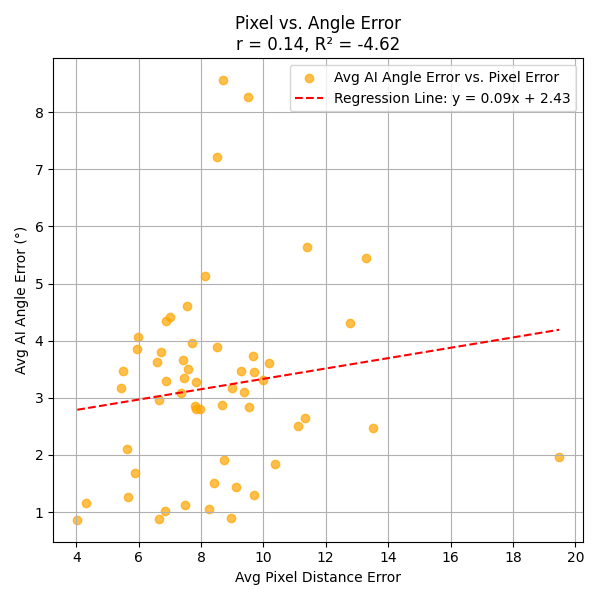 Pixel vs. Angle Error
r = 0.14, R² = -4.62
Avg AI Angle Error vs. Pixel Error
Regression Line: y = 0.09x + 2.43
8
7
6
5
4
3
2
1
Avg AI Angle Error (°)
4 6 8 10 12 14 16 18 20
Avg Pixel Distance Error